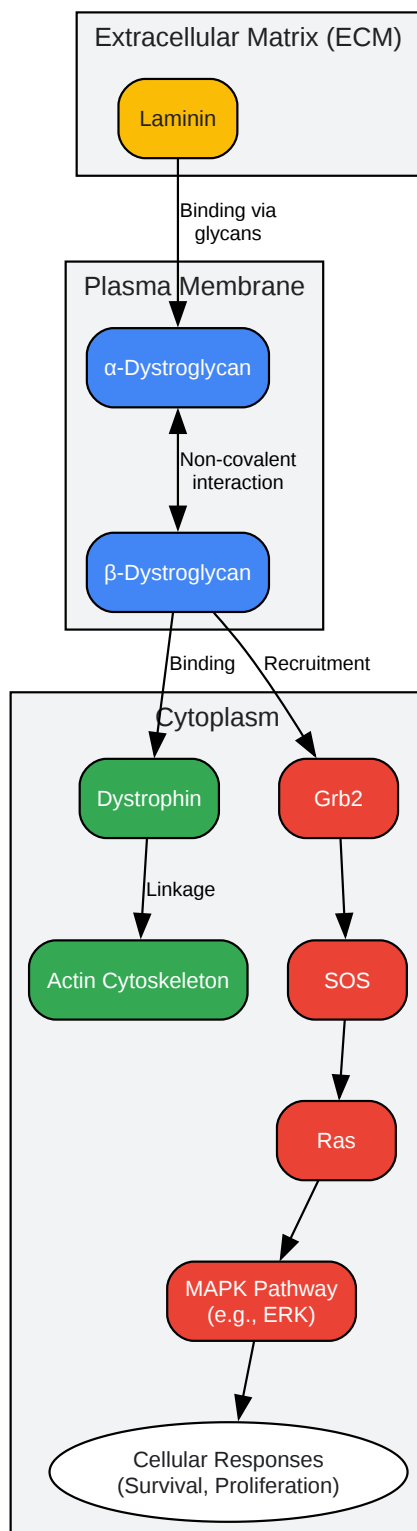 Extracellular Matrix (ECM)
Laminin
Binding via
glycans
Plasma Membrane
α-Dystroglycan
Non-covalent
interaction
β-Dystroglycan
Binding
Recruitment
Cytoplasm
Dystrophin
Grb2
Linkage
Actin Cytoskeleton
SOS
Ras
MAPK Pathway
(e.g., ERK)
Cellular Responses
(Survival, Proliferation)